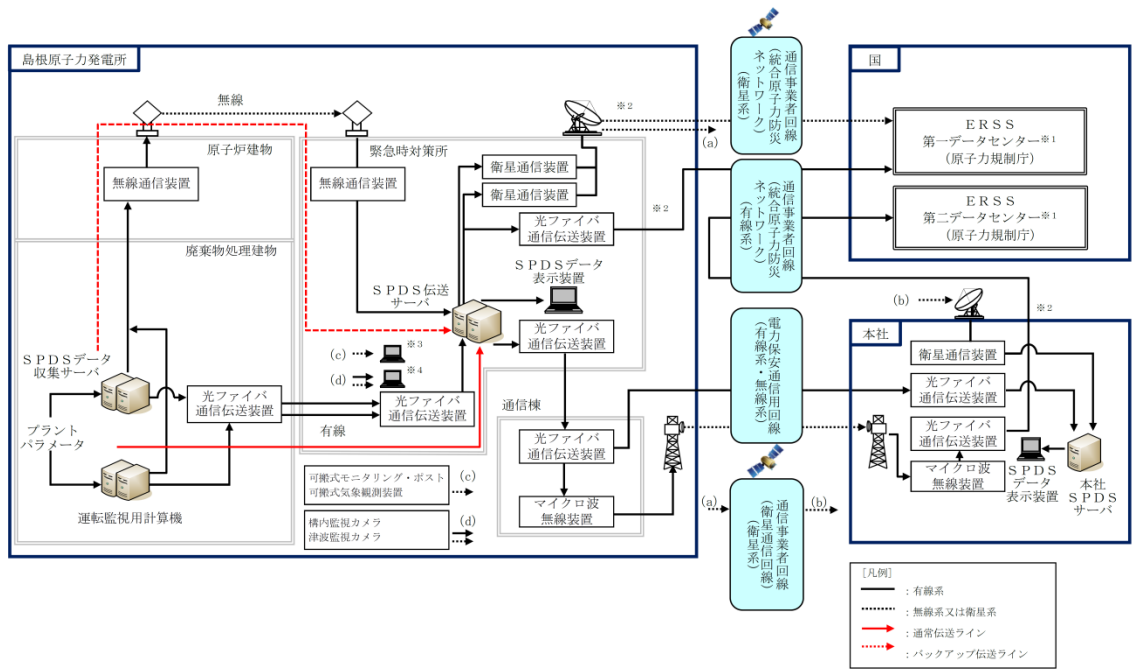 島根原子力発電所
無線
原子炉建物
無線通信装置
廃棄物処理建物
SPDSデータ
収集サーバ
プラント
パラメータ
運転監視用計算機
光ファイバ
通信伝送装置
有線
緊急時対策所
無線通信装置
※2
衛星通信装置
衛星通信装置
※2
光ファイバ
通信伝送装置
SPDSデータ
表示装置
SPDS伝送
サーバ
光ファイバ
通信伝送装置
(c)
※3
(d)
※4
光ファイバ
通信伝送装置
通信棟
光ファイバ
通信伝送装置
マイクロ波
無線装置
可搬式モニタリング・ポスト
可搬式気象観測装置
(c)
構内監視カメラ
津波監視カメラ
(d)
(a)
通信事業者回線
(統合原子力防災
ネットワーク)
(衛星系)
通信事業者回線
(統合原子力防災
ネットワーク)
(有線系)
電力保安通信用回線
(有線系・無線系)
(a)
通信事業者回線
(衛星通信回線)
(衛星系)
(b)
国
ERSS
第一データセンター※1
(原子力規制庁)
ERSS
第二データセンター※1
(原子力規制庁)
(b)
※2
本社
衛星通信装置
光ファイバ
通信伝送装置
光ファイバ
通信伝送装置
マイクロ波
無線装置
SPDS
データ
表示装置
本社
SPDS
サーバ
[凡例]
:有線系
:無線系又は衛星系
:通常伝送ライン
:バックアップ伝送ライン